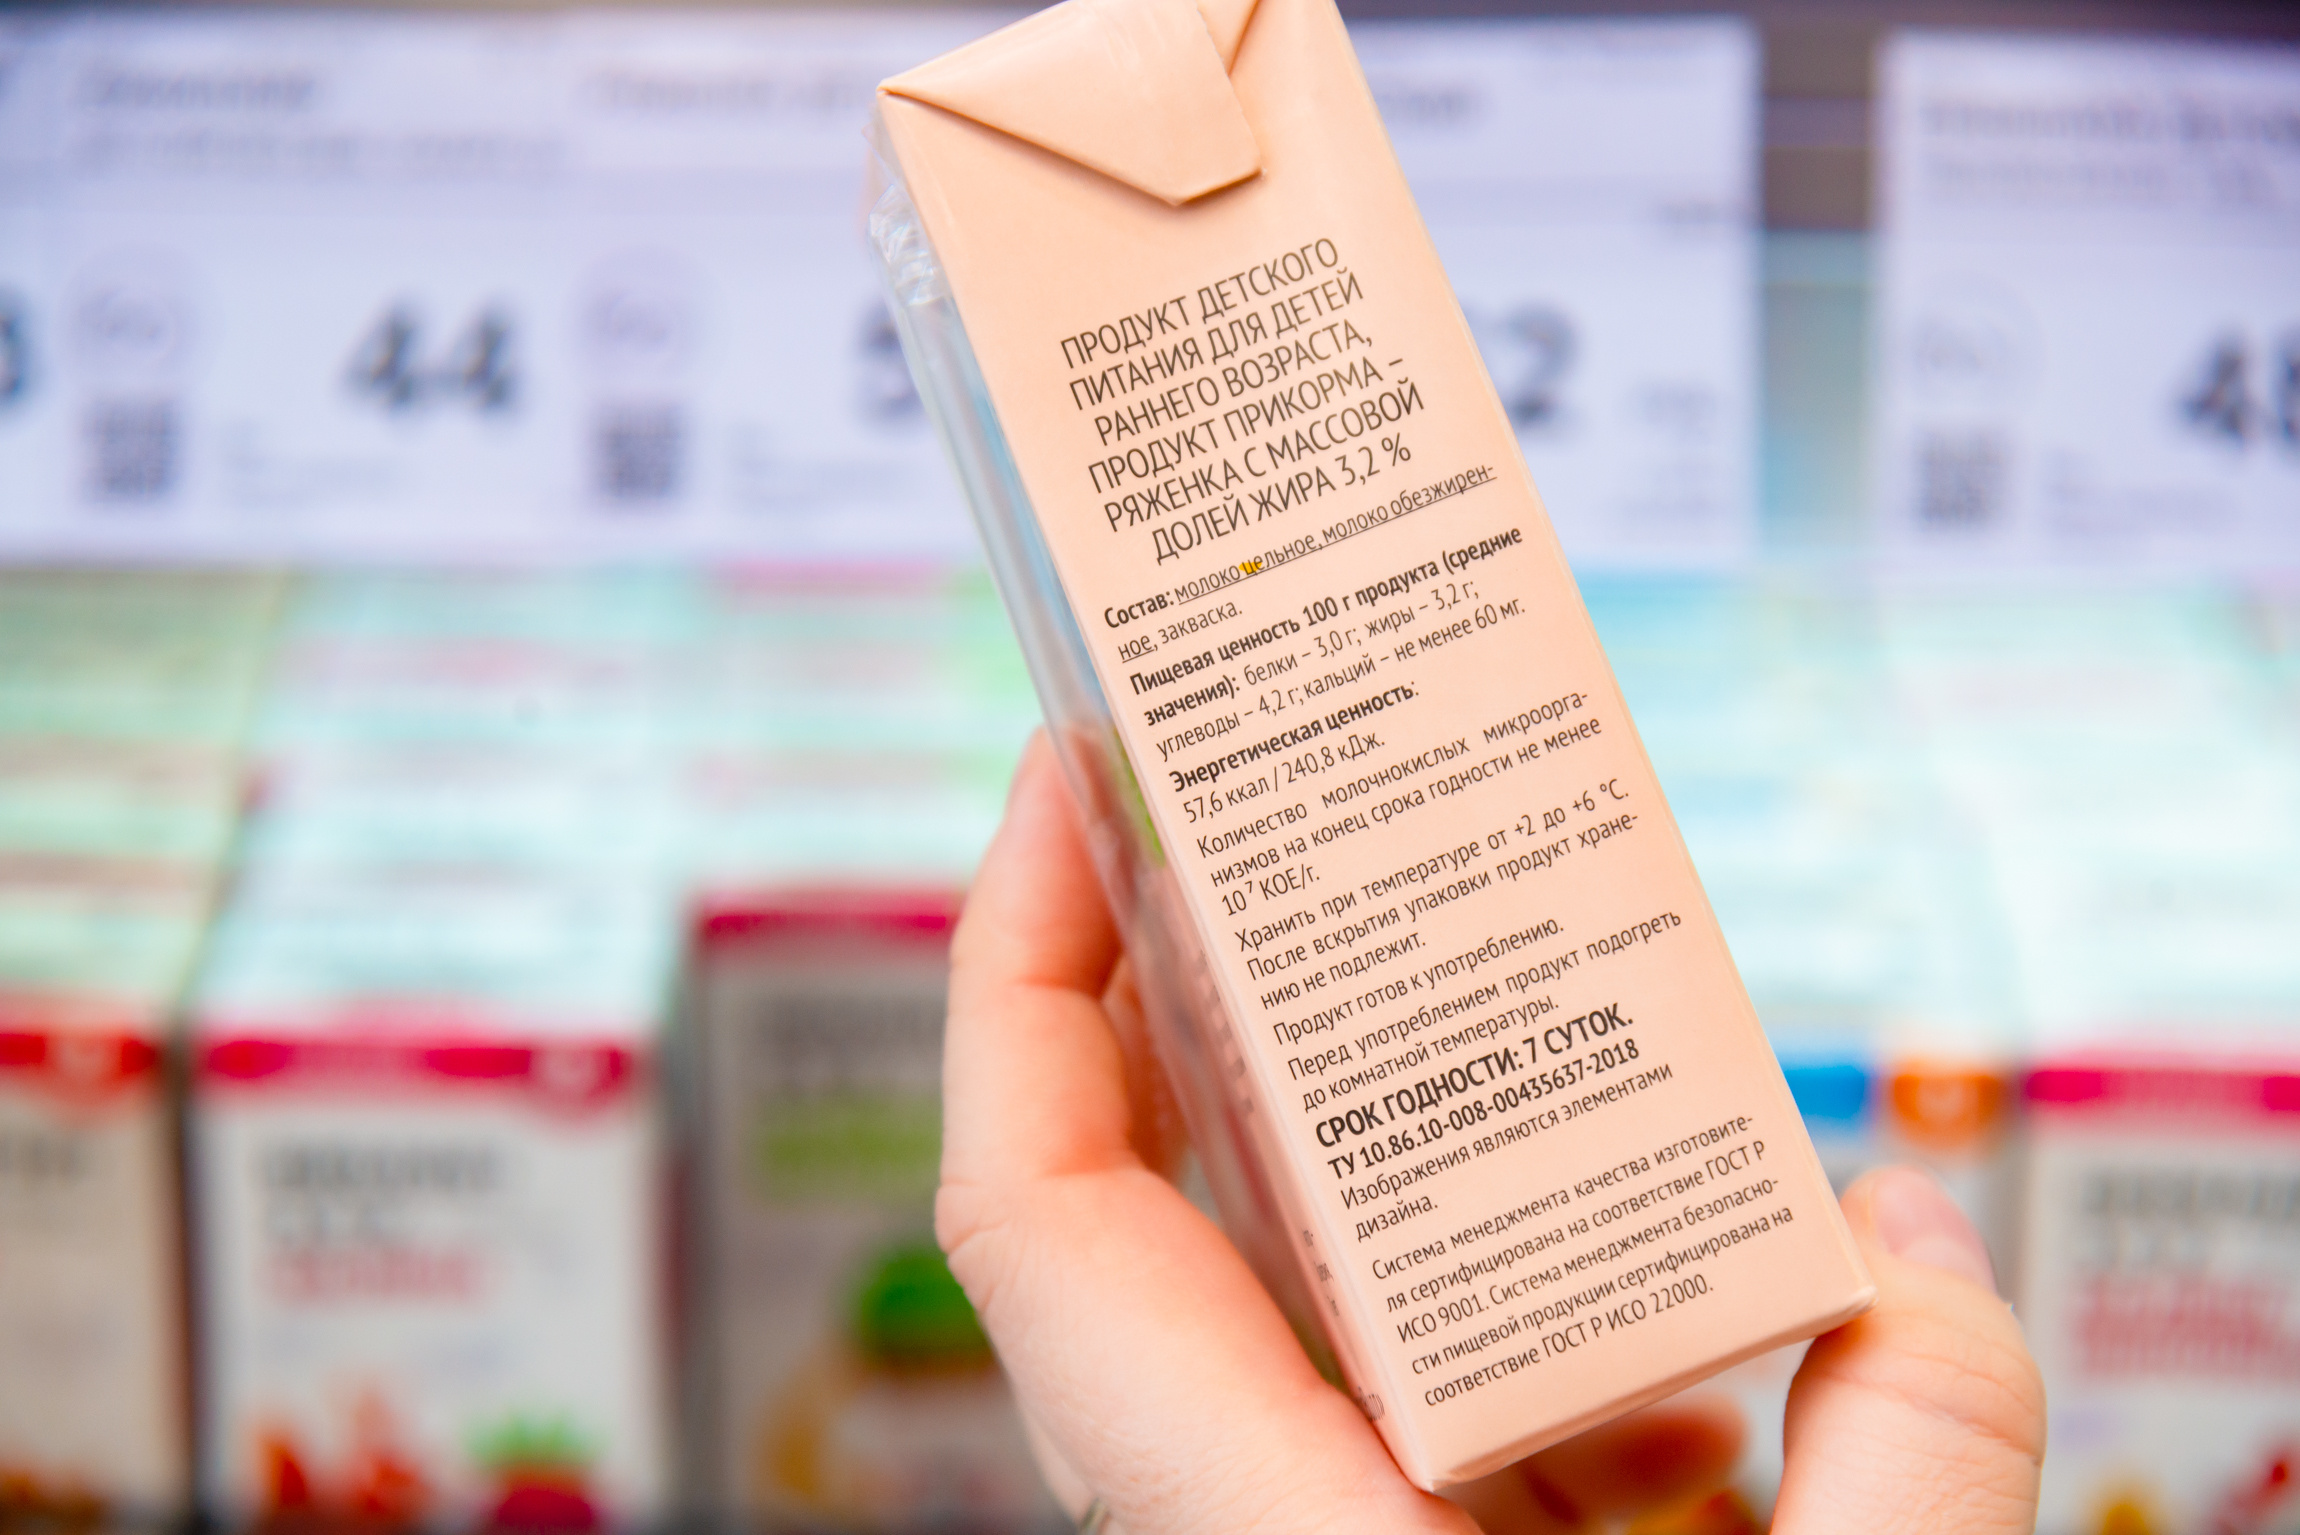 ПРОДУКТ ДЕТСКОГО
ПИТАНИЯ ДЛЯ ДЕТЕЙ
РАННЕГО ВОЗРАСТА,
ПРОДУКТ ПРИКОРМА –
РЯЖЕНКА С МАССОВОЙ
ДОЛЕЙ ЖИРА 3,2 %
Состав: молоко цельное, молоко обезжирен-
ное, закваска.
Пищевая ценность 100 г продукта (средние
значения): белки – 3,0 г; жиры – 3,2 г;
углеводы – 4,2 г; кальций – не менее 60 мг.
Энергетическая ценность:
57,6 ккал / 240,8 кДж.
Количество молочнокислых микроорга-
низмов на конец срока годности не менее
10⁷ КОЕ/г.
Хранить при температуре от +2 до +6 °С.
После вскрытия упаковки продукт хране-
нию не подлежит.
Продукт готов к употреблению.
Перед употреблением продукт подогреть
до комнатной температуры.
СРОК ГОДНОСТИ: 7 СУТОК.
ТУ 10.86.10-008-00435637-2018
Изображения являются элементами
дизайна.
Система менеджмента качества изготовите-
ля сертифицирована на соответствие ГОСТ Р
ИСО 9001. Система менеджмента безопасно-
сти пищевой продукции сертифицирована на
соответствие ГОСТ Р ИСО 22000.
44